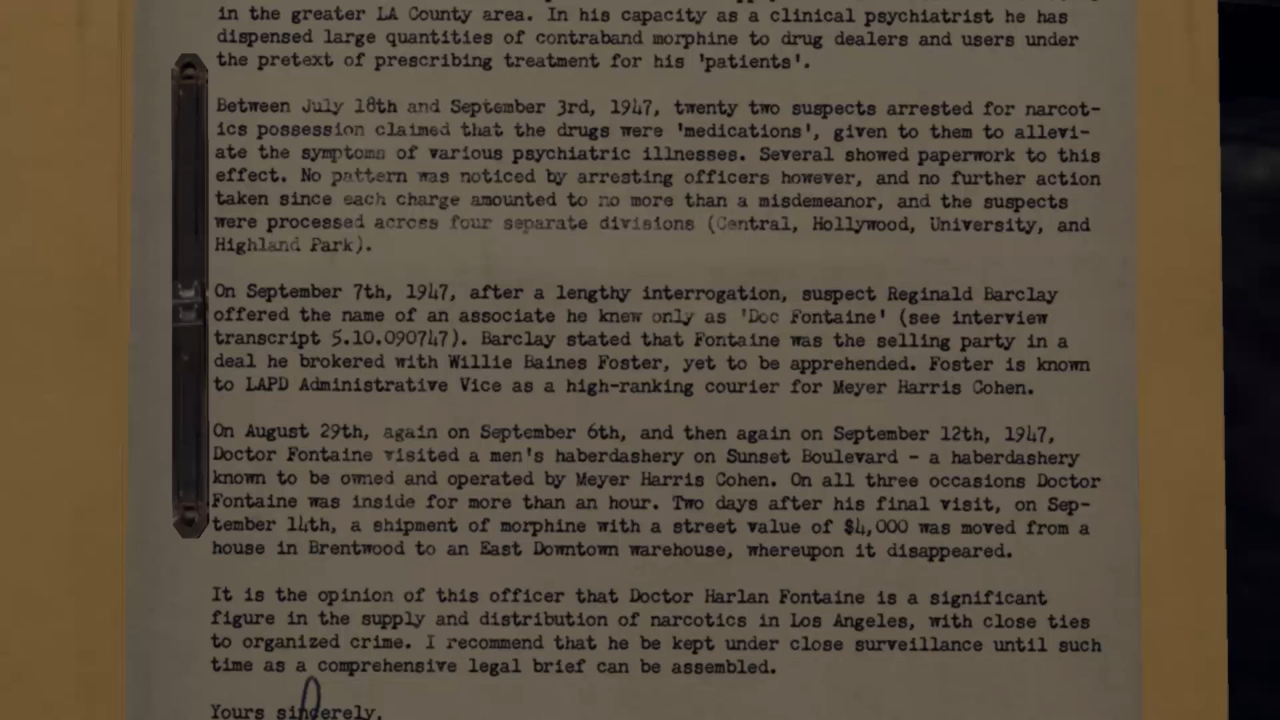 in the greater LA County area. In his capacity as a clinical psychiatrist he has
dispensed large quantities of contraband morphine to drug dealers and users under
the pretext of prescribing treatment for his 'patients'.
Between July 18th and September 3rd, 1947, twenty two suspects arrested for narcot-
ics possession claimed that the drugs were 'medications', given to them to allevi-
ate the symptoms of various psychiatric illnesses. Several showed paperwork to this
effect. No pattern was noticed by arresting officers however, and no further action
taken since each charge amounted to no more than a misdemeanor, and the suspects
were processed across four separate divisions (Central, Hollywood, University, and
Highland Park).
On September 7th, 1947, after a lengthy interrogation, suspect Reginald Barclay
offered the name of an associate he knew only as 'Doc Fontaine' (see interview
transcript 5.10.090747). Barclay stated that Fontaine was the selling party in a
deal he brokered with Willie Baines Foster, yet to be apprehended. Foster is known
to LAPD Administrative Vice as a high-ranking courier for Meyer Harris Cohen.
On August 29th, again on September 6th, and then again on September 12th, 1947,
Doctor Fontaine visited a men's haberdashery on Sunset Boulevard - a haberdashery
known to be owned and operated by Meyer Harris Cohen. On all three occasions Doctor
Fontaine was inside for more than an hour. Two days after his final visit, on Sep-
tember 14th, a shipment of morphine with a street value of $4,000 was moved from a
house in Brentwood to an East Downtown warehouse, whereupon it disappeared.
It is the opinion of this officer that Doctor Harlan Fontaine is a significant
figure in the supply and distribution of narcotics in Los Angeles, with close ties
to organized crime. I recommend that he be kept under close surveillance until such
time as a comprehensive legal brief can be assembled.
Yours sincerely,